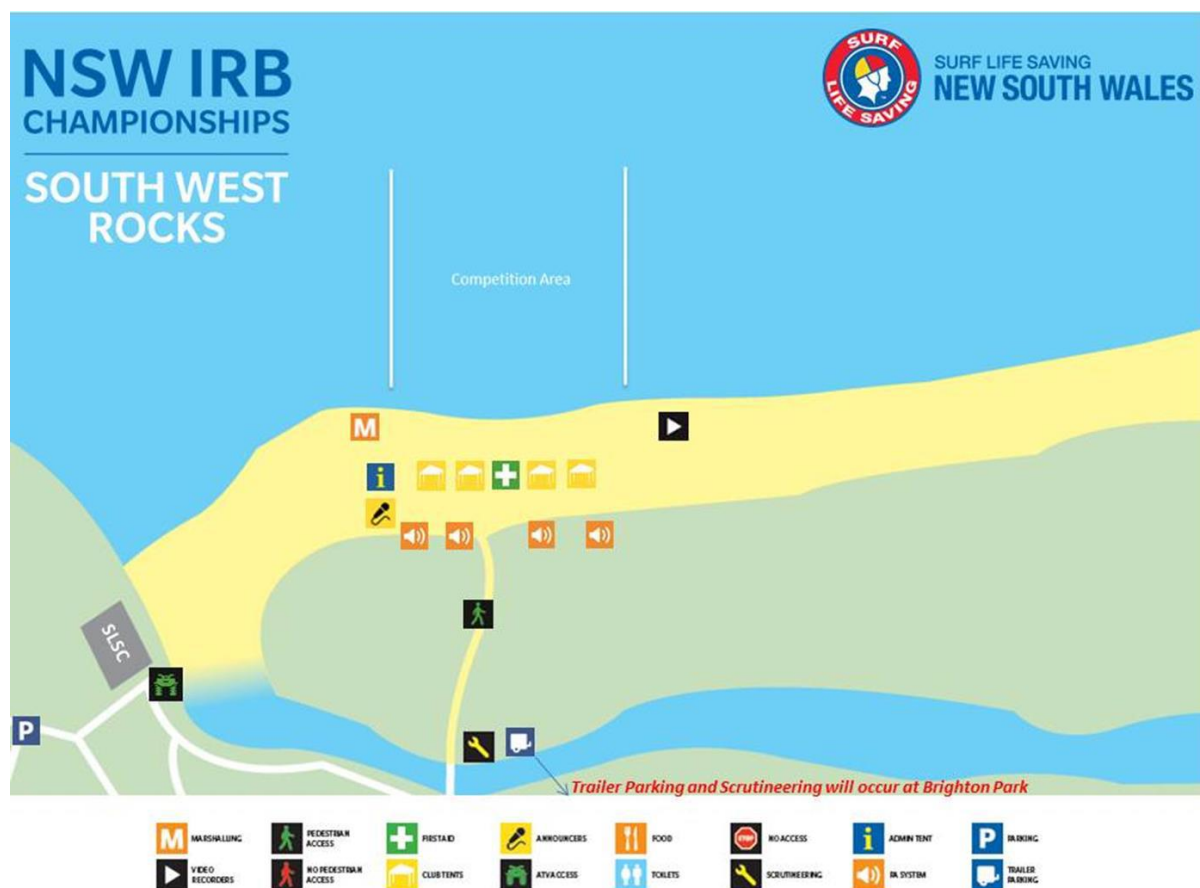 NSW IRB
CHAMPIONSHIPS
SOUTH WEST
ROCKS
SURF LIFE SAVING
SURF LIFE SAVING
NEW SOUTH WALES
Competition Area
M
i
SLSC
P
Trailer Parking and Scrutineering will occur at Brighton Park
M MARSHALLING
PEDESTRIAN ACCESS
FIRST AID
ANNOUNCERS
FOOD
STOP NO ACCESS
i ADMIN TENT
P PARKING
VIDEO RECORDERS
NO PEDESTRIAN ACCESS
CLUB TENTS
ATV ACCESS
TOILETS
SCRUTINEERING
PA SYSTEM
TRAILER PARKING